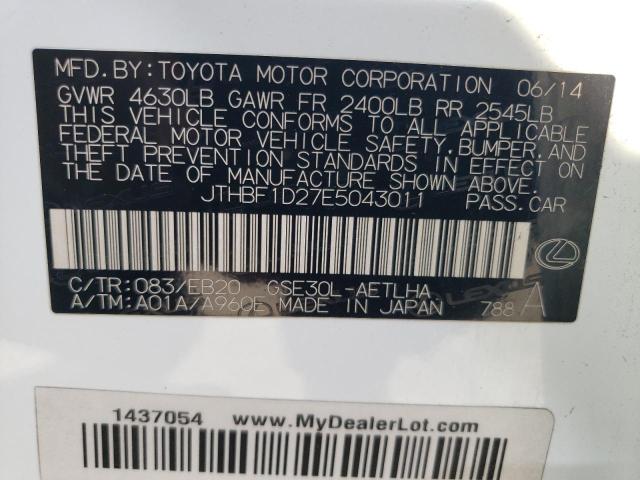 MFD.BY:TOYOTA MOTOR CORPORATION 06/14
GVWR 4630LB GAWR FR 2400LB RR 2545LB
THIS VEHICLE CONFORMS TO ALL APPLICABLE
FEDERAL MOTOR VEHICLE SAFETY,BUMPER,AND
THEFT PREVENTION STANDARDS IN EFFECT ON
THE DATE OF MANUFACTURE SHOWN ABOVE.
JTHBF1D27E5043011 PASS.CAR
C/TR:083/EB20 GSE30L-AETLHA
A/TM:A01A/A960E MADE IN JAPAN 788 A
1437054 www.MyDealerLot.com